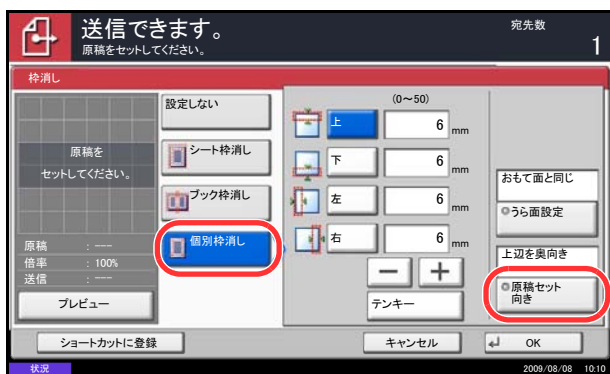 送信できます。
原稿をセットしてください。
宛先数
1
枠消し
原稿を
セットしてください。
原稿 : ---
倍率 : 100%
送信 : ---
プレビュー
設定しない
シート枠消し
ブック枠消し
個別枠消し
(0～50)
上 6 mm
下 6 mm
左 6 mm
右 6 mm
− +
テンキー
おもて面と同じ
うら面設定
上辺を奥向き
原稿セット
向き
ショートカットに登録
キャンセル
OK
状況
2009/08/08 10:10